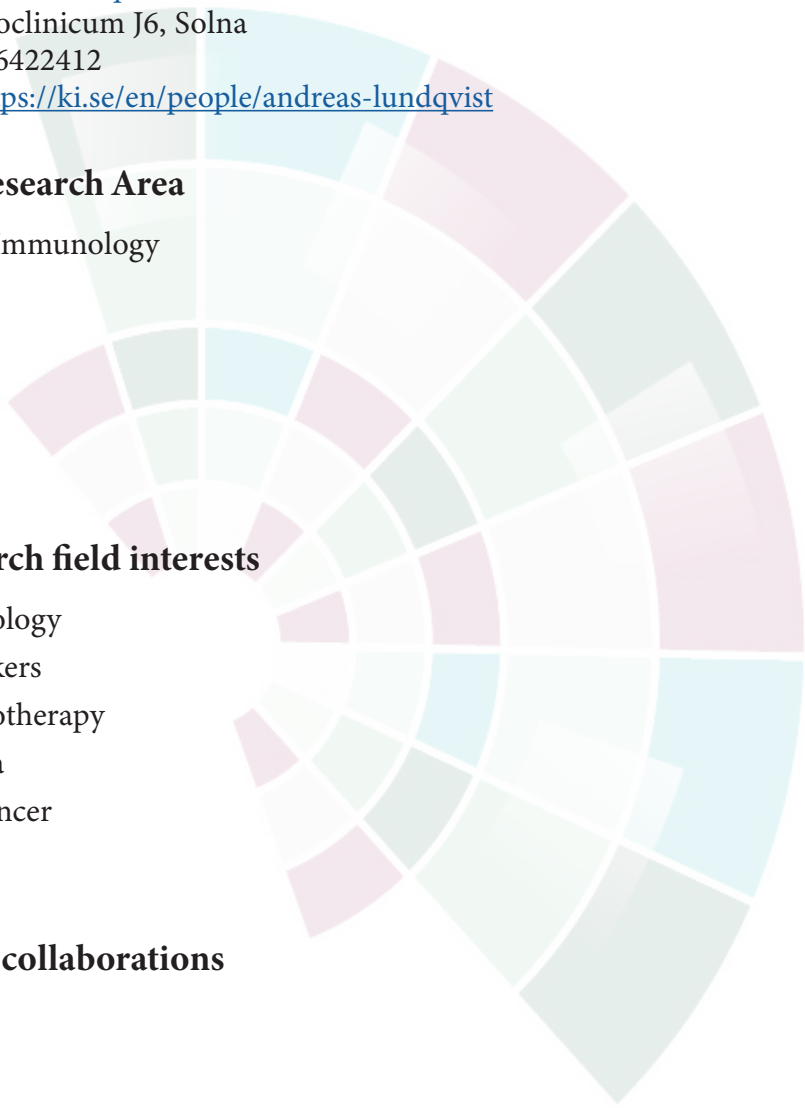 oclinicum J6, Solna
6422412
ps://ki.se/en/people/andreas-lundqvist
esearch Area
mmunology
rch field interests
ology
kers
otherapy
a
ncer
collaborations